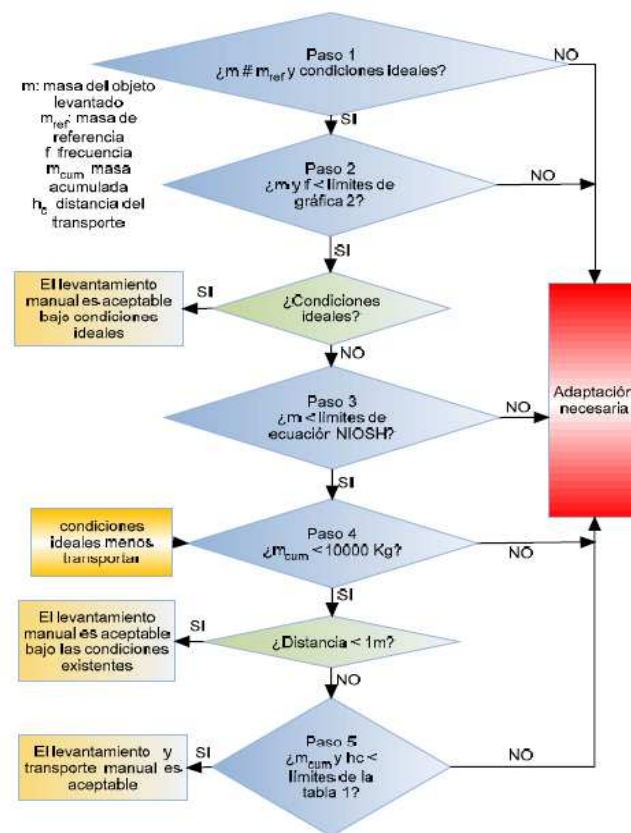 Paso 1
¿m # mref y condiciones ideales?
NO
m: masa del objeto
levantado
mref: masa de
referencia
f frecuencia
mcum masa
acumulada
hc distancia del
transporte
SI
Paso 2
¿m y f < límites de
gráfica 2?
NO
SI
El levantamiento
manual es aceptable
bajo condiciones
ideales
SI
¿Condiciones
ideales?
NO
Adaptación
necesaria
Paso 3
¿m < límites de
ecuación NIOSH?
NO
SI
condiciones
ideales menos
transportar
Paso 4
¿mcum < 10000 Kg?
NO
SI
El levantamiento
manual es aceptable
bajo las condiciones
existentes
SI
¿Distancia < 1m?
NO
El levantamiento y
transporte manual es
aceptable
SI
Paso 5
¿mcum y hc <
límites de la
tabla 1?
NO